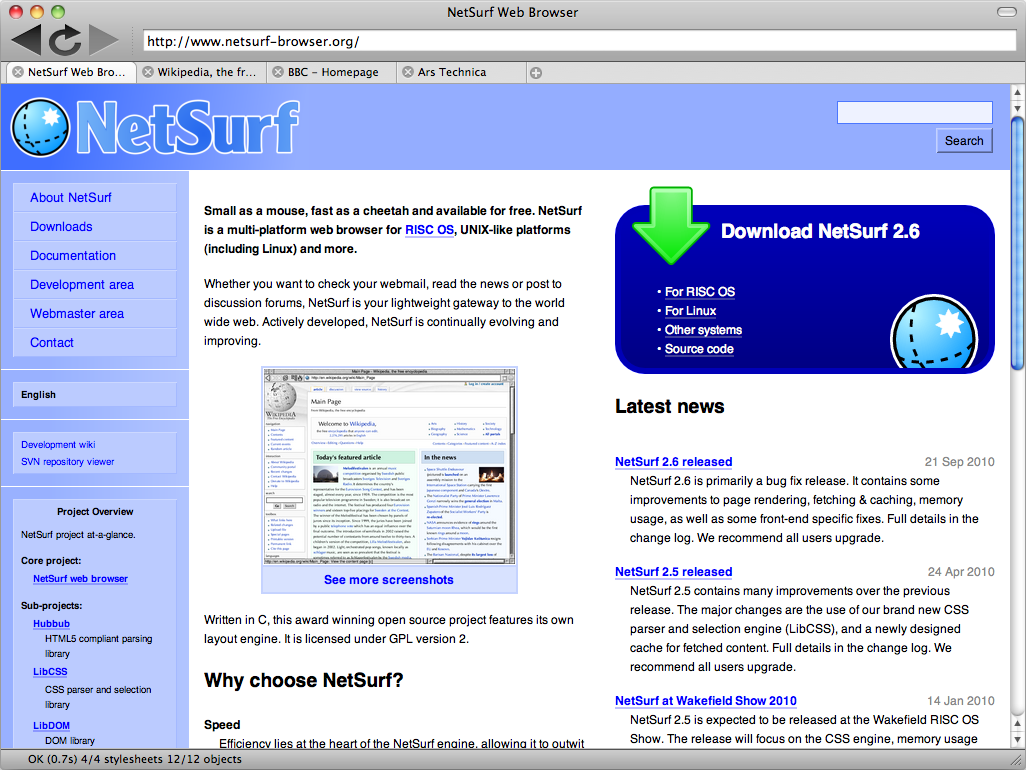 NetSurf Web Browser
http://www.netsurf-browser.org/
NetSurf Web Bro...
Wikipedia, the fr...
BBC – Homepage
Ars Technica
NetSurf
Search
About NetSurf
Downloads
Documentation
Development area
Webmaster area
Contact
English
Development wiki
SVN repository viewer
Project Overview
NetSurf project at-a-glance.
Core project:
NetSurf web browser
Sub-projects:
Hubbub
HTML5 compliant parsing
library
LibCSS
CSS parser and selection
library
LibDOM
DOM library
Small as a mouse, fast as a cheetah and available for free. NetSurf
is a multi-platform web browser for RISC OS, UNIX-like platforms
(including Linux) and more.
Whether you want to check your webmail, read the news or post to
discussion forums, NetSurf is your lightweight gateway to the world
wide web. Actively developed, NetSurf is continually evolving and
improving.
Main Page
Welcome to Wikipedia,
Today's featured article
In the news
See more screenshots
Written in C, this award winning open source project features its own
layout engine. It is licensed under GPL version 2.
Why choose NetSurf?
Speed
Efficiency lies at the heart of the NetSurf engine, allowing it to outwit
Download NetSurf 2.6
• For RISC OS
• For Linux
• Other systems
• Source code
Latest news
NetSurf 2.6 released 21 Sep 2010
NetSurf 2.6 is primarily a bug fix release. It contains some
improvements to page rendering, fetching & caching, memory
usage, as well as some front-end specific fixes. Full details in the
change log. We recommend all users upgrade.
NetSurf 2.5 released 24 Apr 2010
NetSurf 2.5 contains many improvements over the previous
release. The major changes are the use of our brand new CSS
parser and selection engine (LibCSS), and a newly designed
cache for fetched content. Full details in the change log. We
recommend all users upgrade.
NetSurf at Wakefield Show 2010 14 Jan 2010
NetSurf 2.5 is expected to be released at the Wakefield RISC OS
Show. The release will focus on the CSS engine, memory usage
OK (0.7s) 4/4 stylesheets 12/12 objects